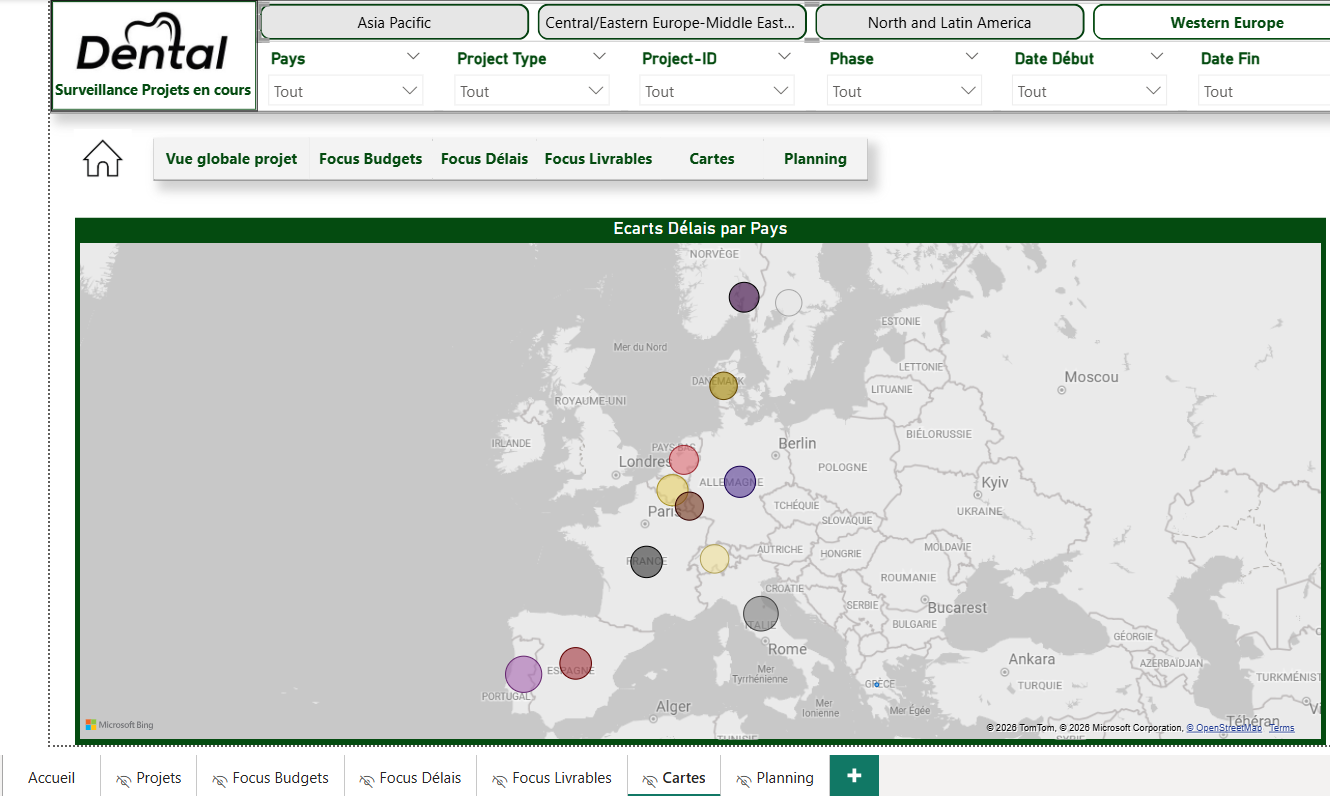 Dental
Surveillance Projets en cours
Asia Pacific
Central/Eastern Europe-Middle East...
North and Latin America
Western Europe
Pays
Project Type
Project-ID
Phase
Date Début
Date Fin
Tout
Tout
Tout
Tout
Tout
Tout
Vue globale projet
Focus Budgets
Focus Délais
Focus Livrables
Cartes
Planning
Ecarts Délais par Pays
NORVÈGE
ESTONIE
Mer du Nord
LETTONIE
Moscou
DANEMARK
LITUANIE
ROYAUME-UNI
BIÉLORUSSIE
IRLANDE
PAYS-BAS
Berlin
Londres
POLOGNE
ALLEMAGNE
Kyiv
TCHÉQUIE
UKRAINE
Paris
SLOVAQUIE
FRANCE
AUTRICHE
HONGRIE
MOLDAVIE
ROUMANIE
CROATIE
SERBIE
Bucarest
ITALIE
BULGARIE
GÉORGIE
Rome
ESPAGNE
Ankara
AZERBAÏDJAN
Mer
Tyrrhénienne
GRÈCE
TURQUIE
TURKMÉNIST
PORTUGAL
Alger
Mer
Ionienne
Mer Égée
Téhéran
TUNISIE
SYRIE
Microsoft Bing
© 2026 TomTom, © 2026 Microsoft Corporation, © OpenStreetMap Terms
Accueil
Projets
Focus Budgets
Focus Délais
Focus Livrables
Cartes
Planning
+